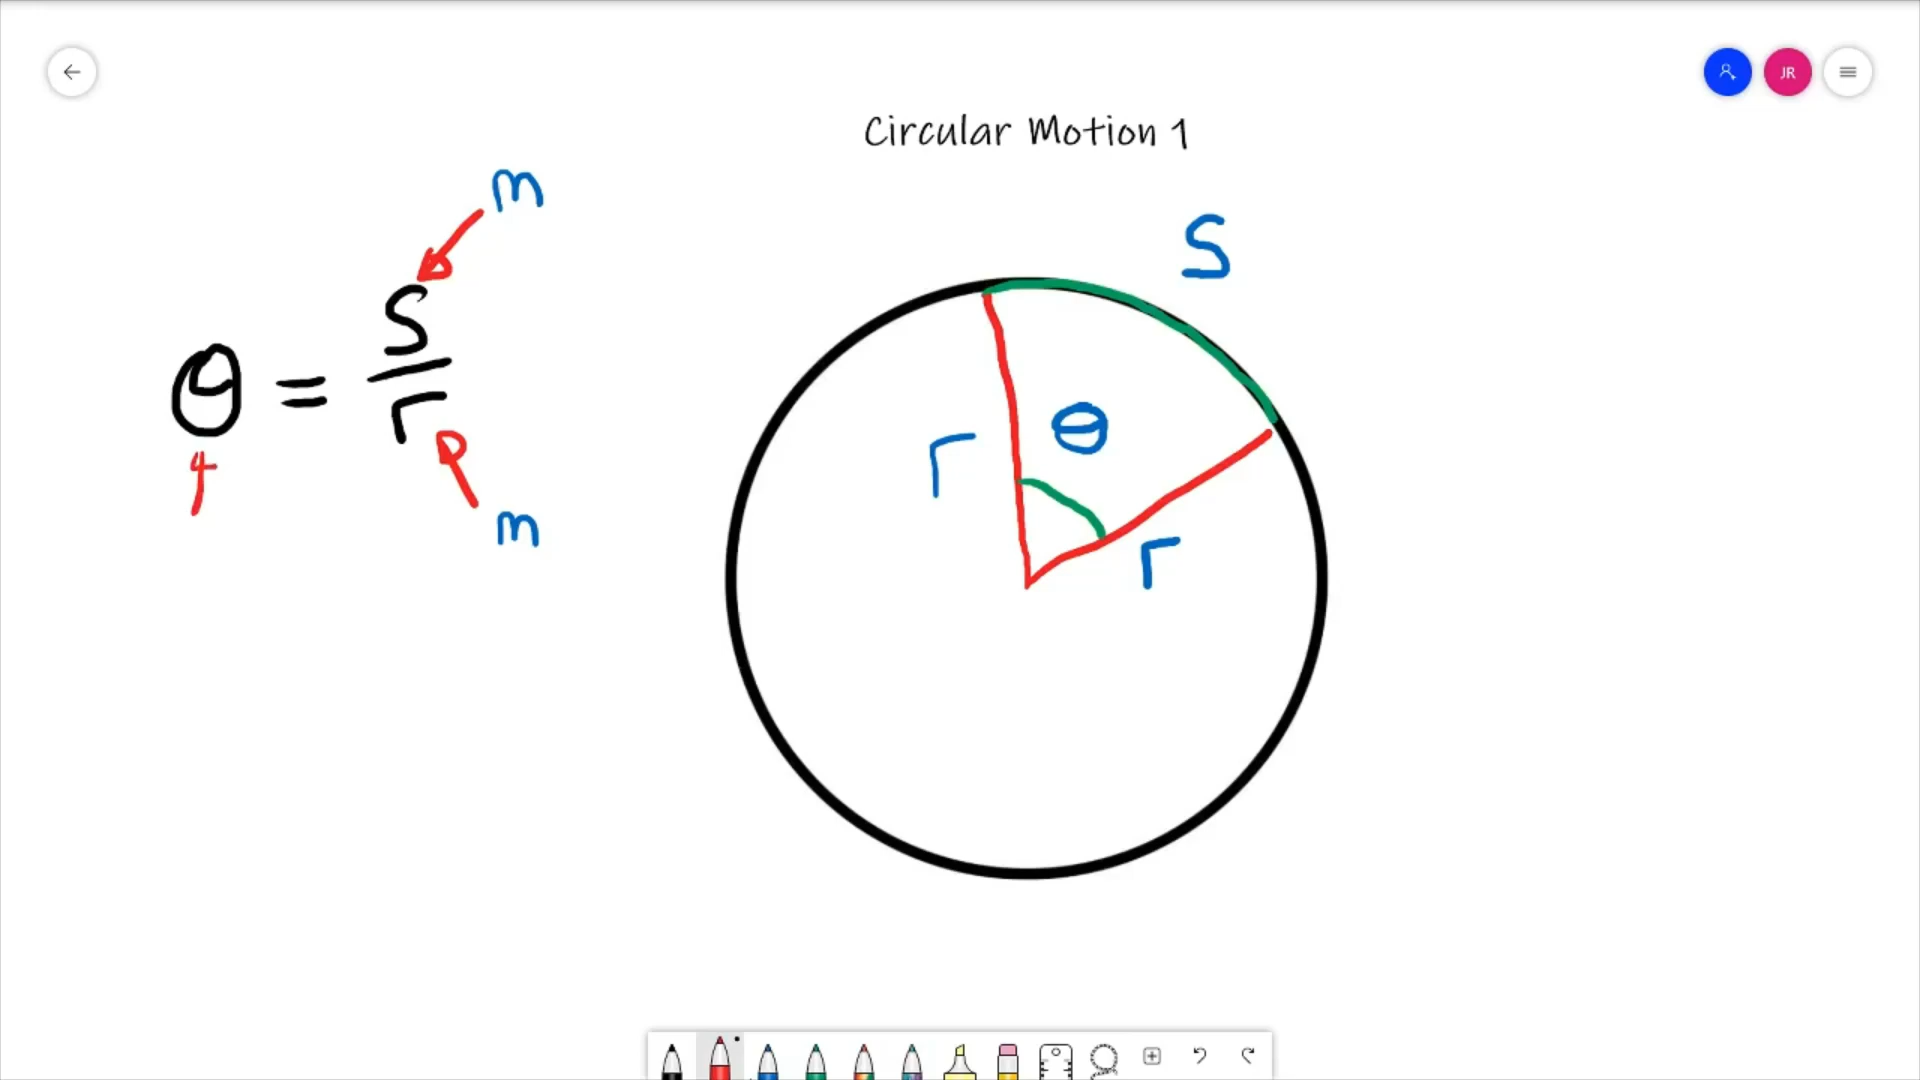 JR
Circular Motion 1
m
S
θ = s/r
m
θ
r
r